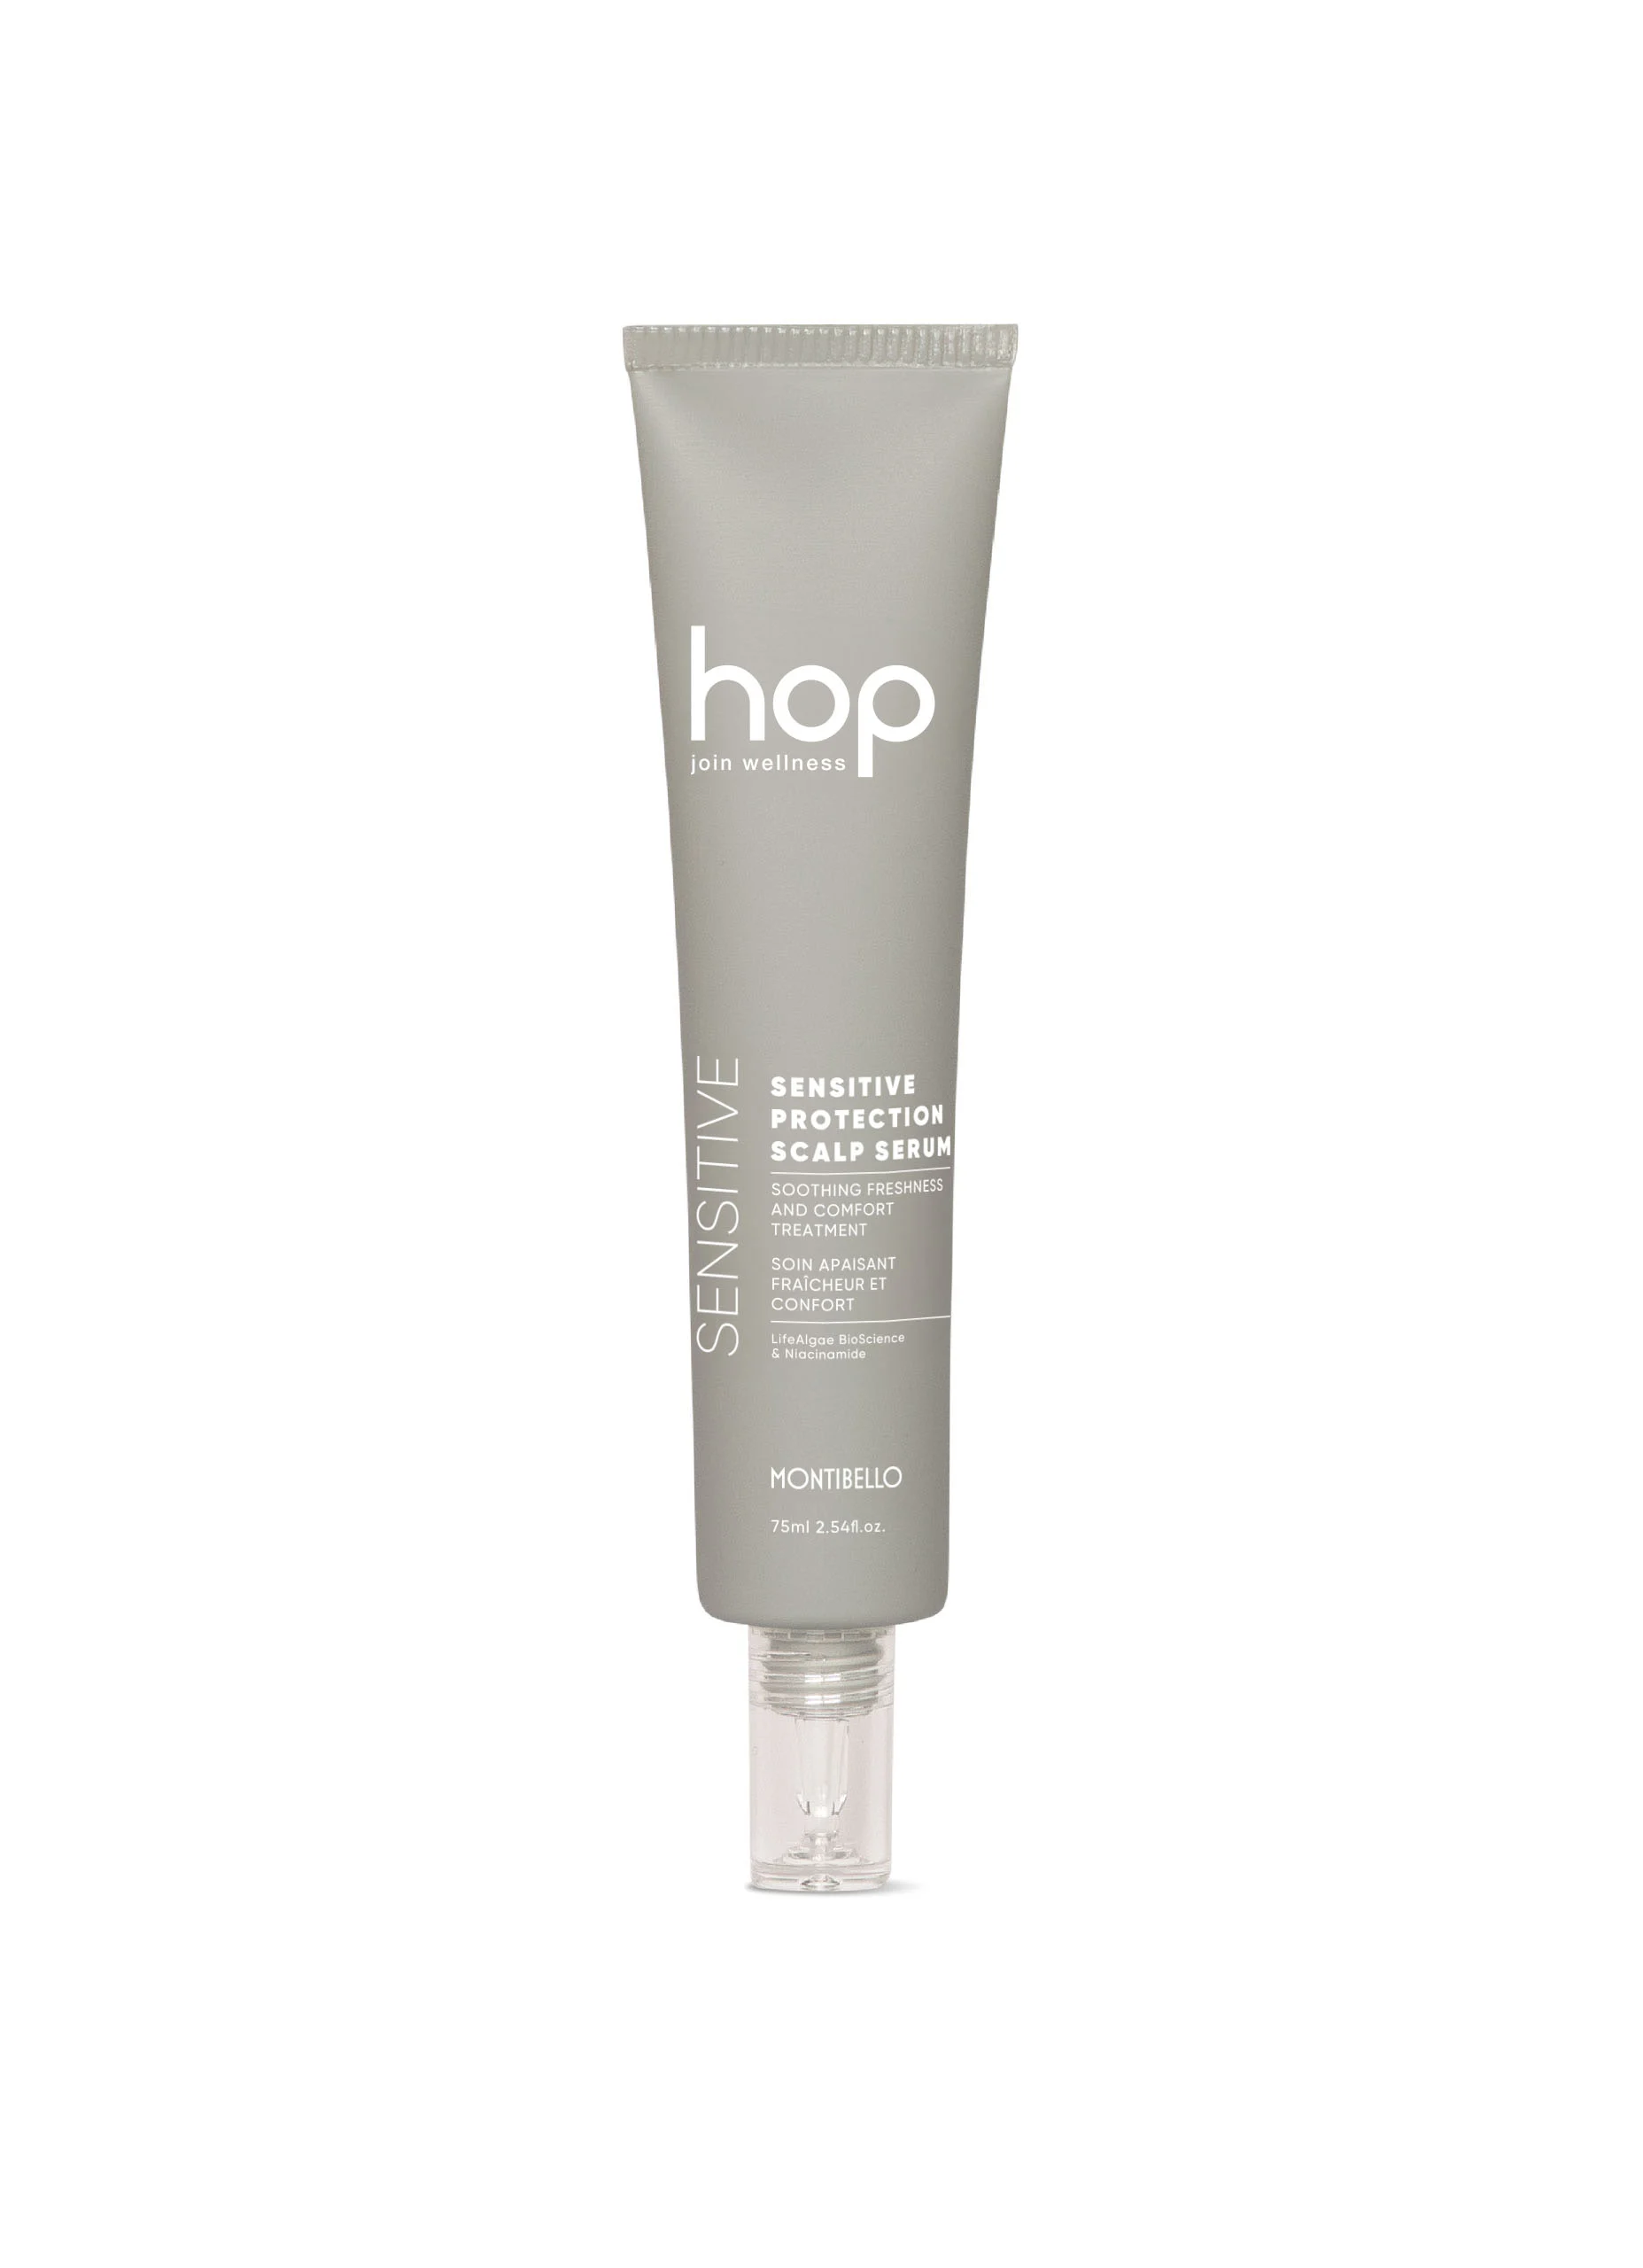 hop
join wellness
SENSITIVE
SENSITIVE
PROTECTION
SCALP SERUM
SOOTHING FRESHNESS
AND COMFORT
TREATMENT
SOIN APAISANT
FRAÎCHEUR ET
CONFORT
LifeAlgae BioScience
& Niacinamide
MONTIBELLO
75ml 2.54fl.oz.